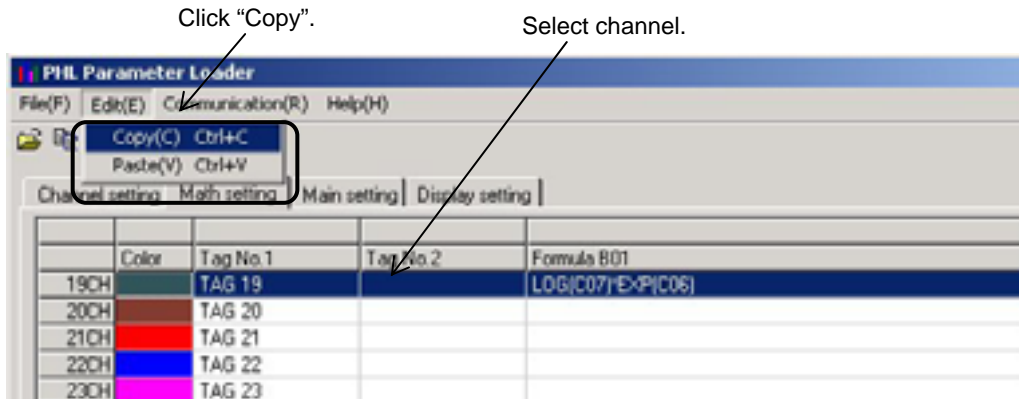 Click “Copy”.
Select channel.
PHL Parameter Loader
File(F) Edit(E) Communication(R) Help(H)
Copy(C) Ctrl+C
Paste(V) Ctrl+V
Channel setting Math setting Main setting Display setting
Color Tag No.1 Tag No.2 Formula B01
19CH TAG 19 LOG(C07)*EXP(C06)
20CH TAG 20
21CH TAG 21
22CH TAG 22
23CH TAG 23